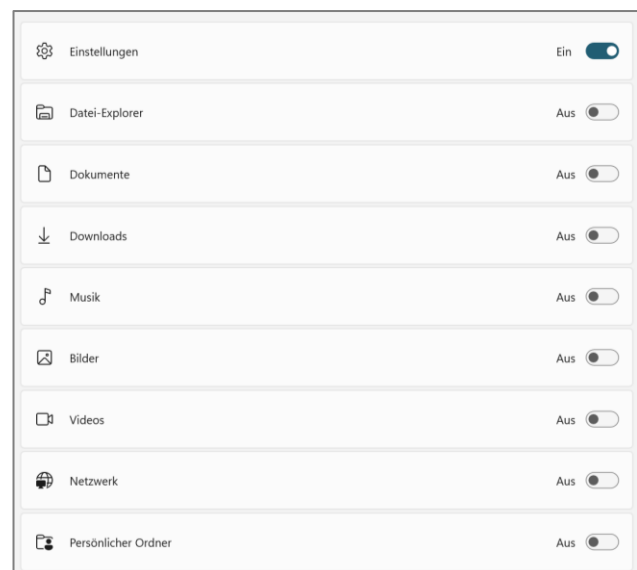 Einstellungen Ein
Datei-Explorer Aus
Dokumente Aus
Downloads Aus
Musik Aus
Bilder Aus
Videos Aus
Netzwerk Aus
Persönlicher Ordner Aus